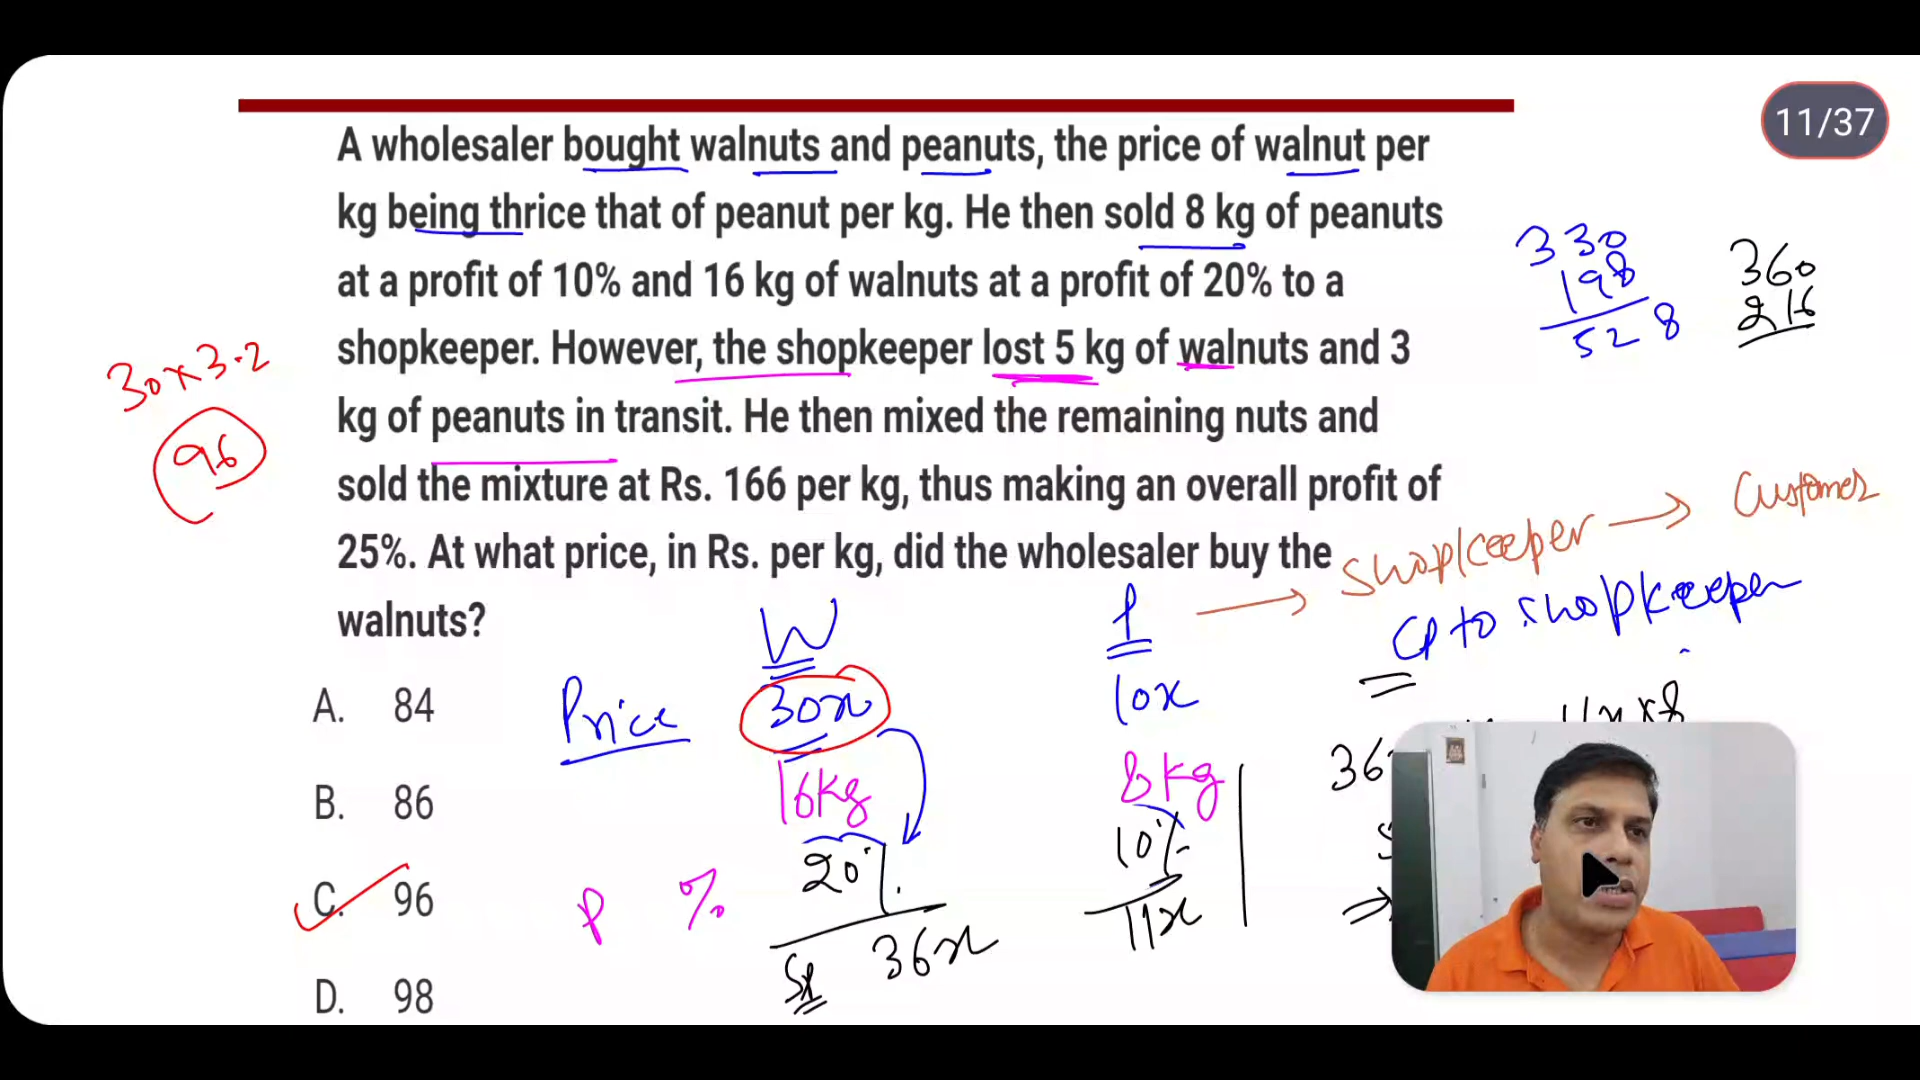 11/37
A wholesaler bought walnuts and peanuts, the price of walnut per
kg being thrice that of peanut per kg. He then sold 8 kg of peanuts
at a profit of 10% and 16 kg of walnuts at a profit of 20% to a
shopkeeper. However, the shopkeeper lost 5 kg of walnuts and 3
kg of peanuts in transit. He then mixed the remaining nuts and
sold the mixture at Rs. 166 per kg, thus making an overall profit of
25%. At what price, in Rs. per kg, did the wholesaler buy the
walnuts?
330
198
528
360
216
30x3.2
96
Shopkeeper → Customer
CP to shopkeeper
W
P →
Price 30x 10x
16kg 8kg
20% 10%
P %
SP 36x 11x
11x x 8
36
⇒
A. 84
B. 86
C. 96
D. 98